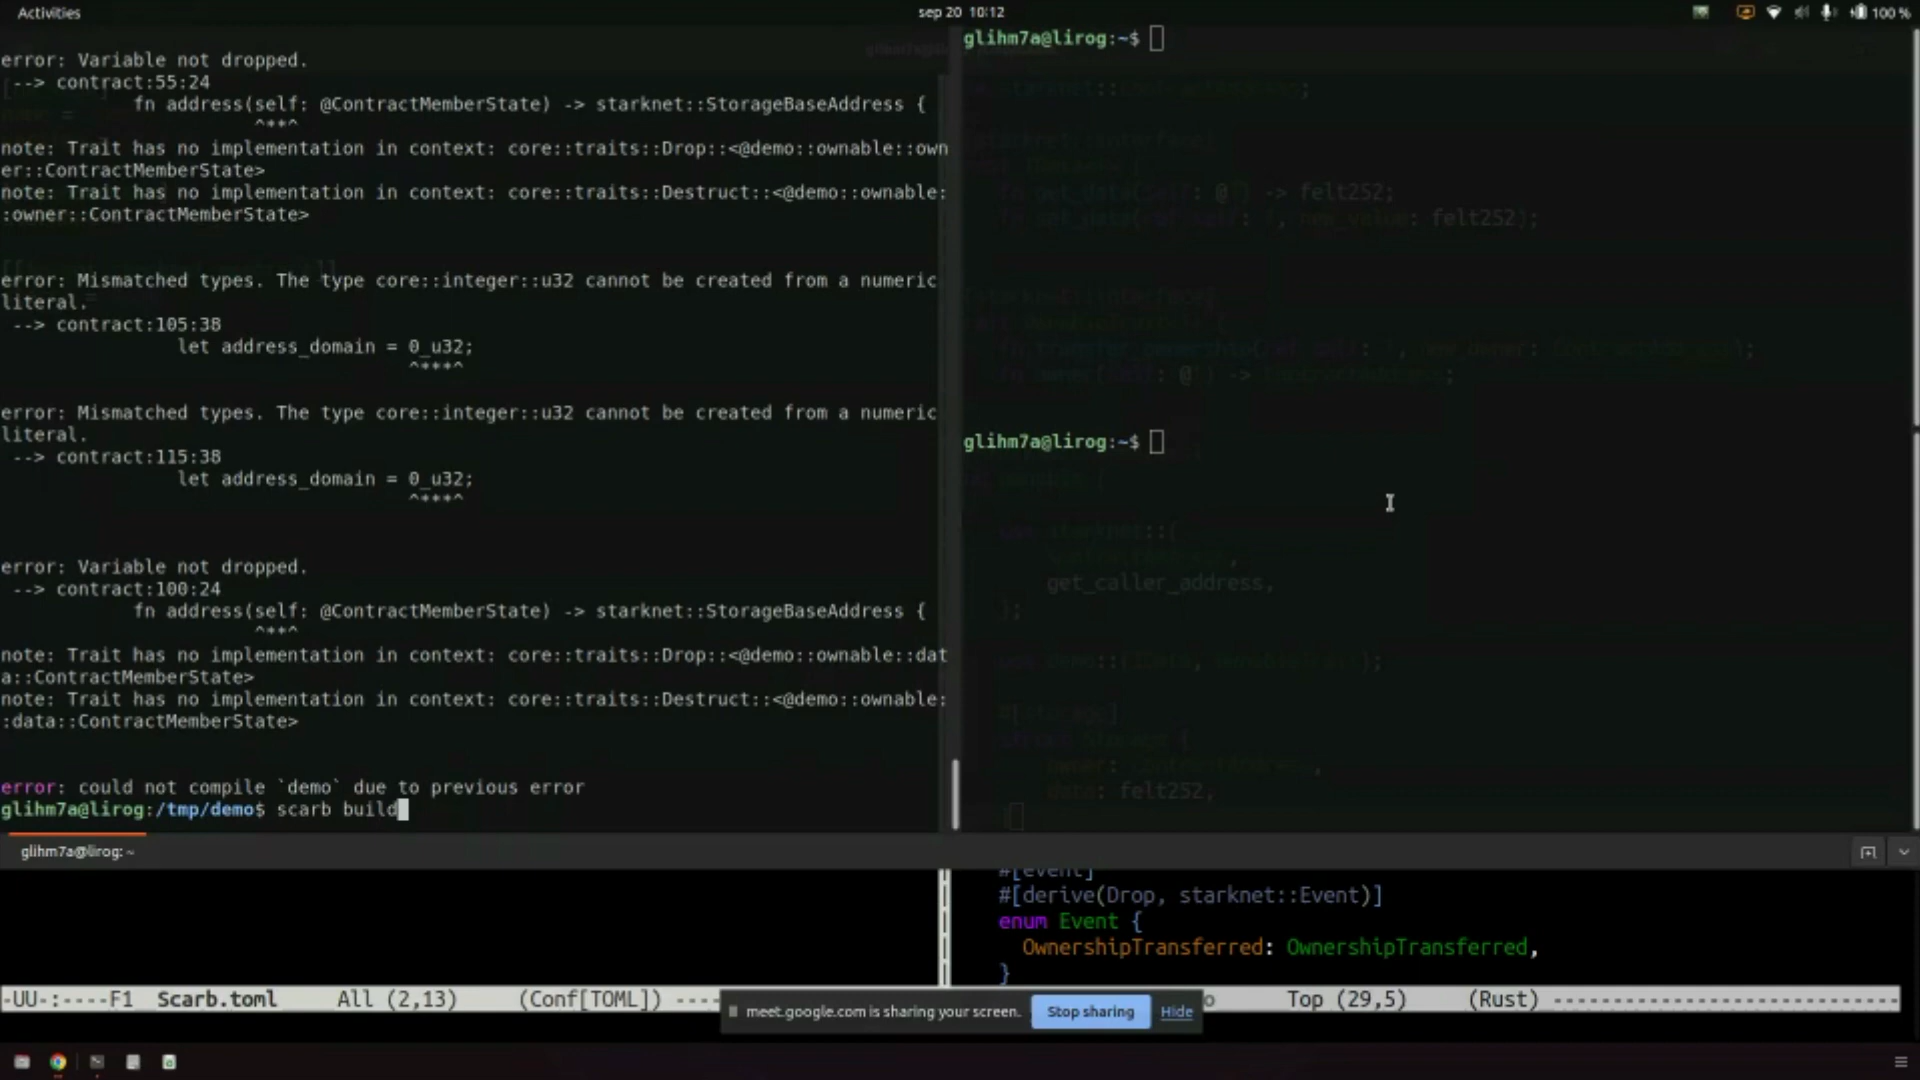 Activities
sep 20 10:12
100 %
error: Variable not dropped.
--> contract:55:24
fn address(self: @ContractMemberState) -> starknet::StorageBaseAddress {
^**^
note: Trait has no implementation in context: core::traits::Drop::<@demo::ownable::own
er::ContractMemberState>
note: Trait has no implementation in context: core::traits::Destruct::<@demo::ownable:
:owner::ContractMemberState>
error: Mismatched types. The type core::integer::u32 cannot be created from a numeric
literal.
--> contract:105:38
let address_domain = 0_u32;
^***^
error: Mismatched types. The type core::integer::u32 cannot be created from a numeric
literal.
--> contract:115:38
let address_domain = 0_u32;
^***^
error: Variable not dropped.
--> contract:100:24
fn address(self: @ContractMemberState) -> starknet::StorageBaseAddress {
^**^
note: Trait has no implementation in context: core::traits::Drop::<@demo::ownable::dat
a::ContractMemberState>
note: Trait has no implementation in context: core::traits::Destruct::<@demo::ownable:
:data::ContractMemberState>
error: could not compile `demo` due to previous error
glihm7a@lirog:/tmp/demo$ scarb build
glihm7a@lirog:~$
-> felt252;
felt252);
glihm7a@lirog:~$
get_caller_address,
data: felt252,
glihm7a@lirog: ~
#[event]
#[derive(Drop, starknet::Event)]
enum Event {
OwnershipTransferred: OwnershipTransferred,
}
-UU-:----F1 Scarb.toml All (2,13) (Conf[TOML]) ----
Top (29,5) (Rust) --------------------------------
meet.google.com is sharing your screen. Stop sharing Hide